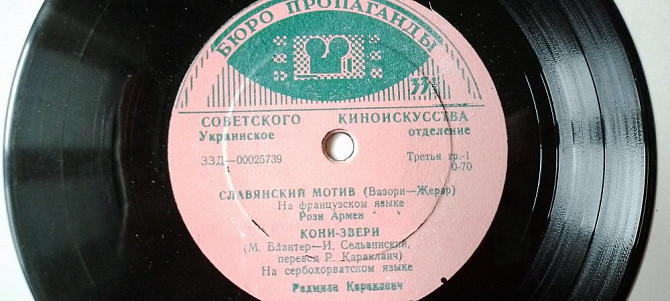 БЮРО ПРОПАГАНДЫ
33
СОВЕТСКОГО КИНОИСКУССТВА
Украинское отделение
33Д—00025739 Третья гр.-1
0-70
СЛАВЯНСКИЙ МОТИВ (Вазори—Жерар)
На французском языке
Рози Армен
КОНИ-ЗВЕРИ
(М. Блантер—И. Сельвинский,
перевод Р. Караклаич)
На сербохорватском языке
Радмила Караклаич